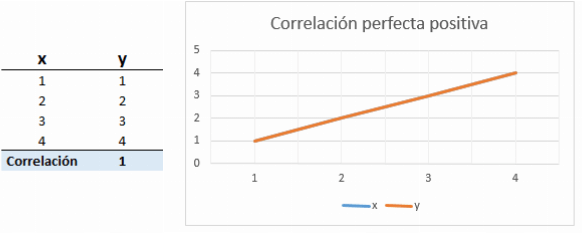 x y
1 1
2 2
3 3
4 4
Correlación 1
Correlación perfecta positiva
5
4
3
2
1
0
1 2 3 4
x y